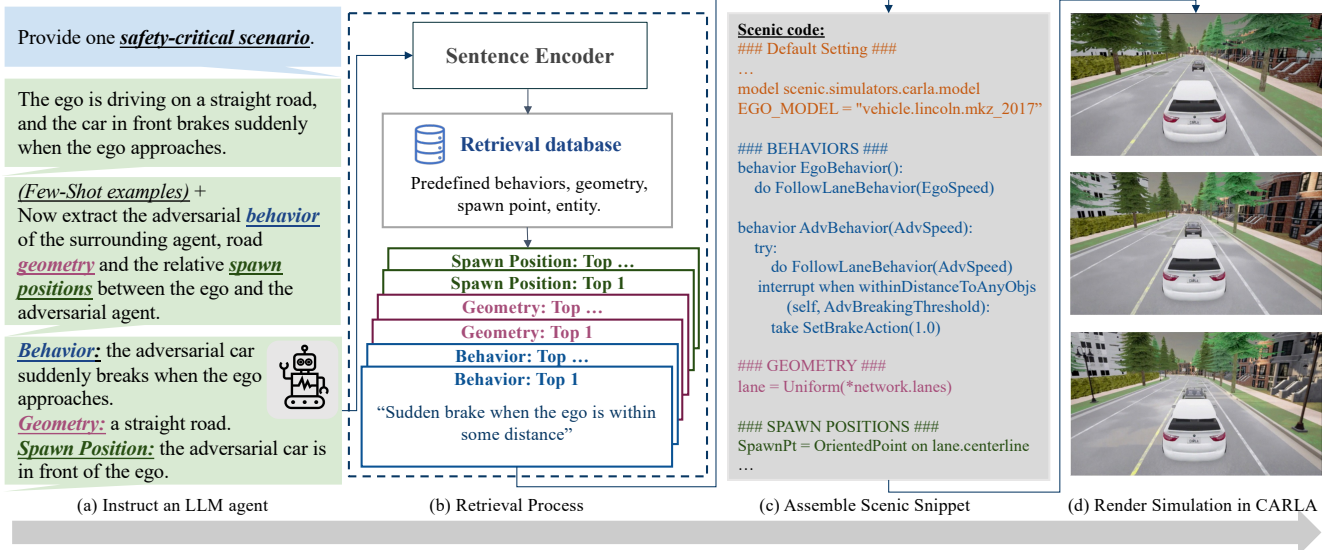 Provide one safety-critical scenario.
The ego is driving on a straight road,
and the car in front brakes suddenly
when the ego approaches.
(Few-Shot examples) +
Now extract the adversarial behavior
of the surrounding agent, road
geometry and the relative spawn
positions between the ego and the
adversarial agent.
Behavior: the adversarial car
suddenly breaks when the ego
approaches.
Geometry: a straight road.
Spawn Position: the adversarial car is
in front of the ego.
(a) Instruct an LLM agent
Sentence Encoder
Retrieval database
Predefined behaviors, geometry,
spawn point, entity.
Spawn Position: Top …
Spawn Position: Top 1
Geometry: Top …
Geometry: Top 1
Behavior: Top …
Behavior: Top 1
“Sudden brake when the ego is within
some distance”
(b) Retrieval Process
Scenic code:
### Default Setting ###
…
model scenic.simulators.carla.model
EGO_MODEL = "vehicle.lincoln.mkz_2017”
### BEHAVIORS ###
behavior EgoBehavior():
do FollowLaneBehavior(EgoSpeed)
behavior AdvBehavior(AdvSpeed):
try:
do FollowLaneBehavior(AdvSpeed)
interrupt when withinDistanceToAnyObjs
(self, AdvBreakingThreshold):
take SetBrakeAction(1.0)
### GEOMETRY ###
lane = Uniform(*network.lanes)
### SPAWN POSITIONS ###
SpawnPt = OrientedPoint on lane.centerline
…
(c) Assemble Scenic Snippet
(d) Render Simulation in CARLA